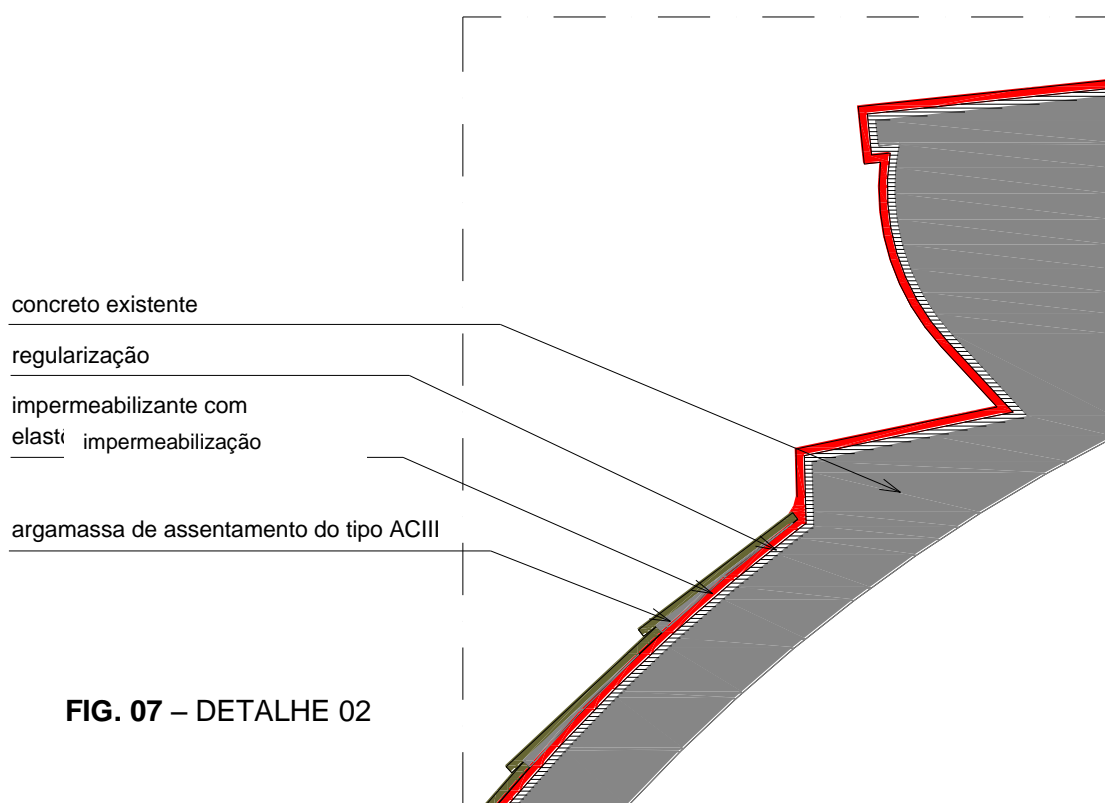 concreto existente
regularização
impermeabilizante com
impermeabilização
argamassa de assentamento do tipo ACIII
FIG. 07 – DETALHE 02